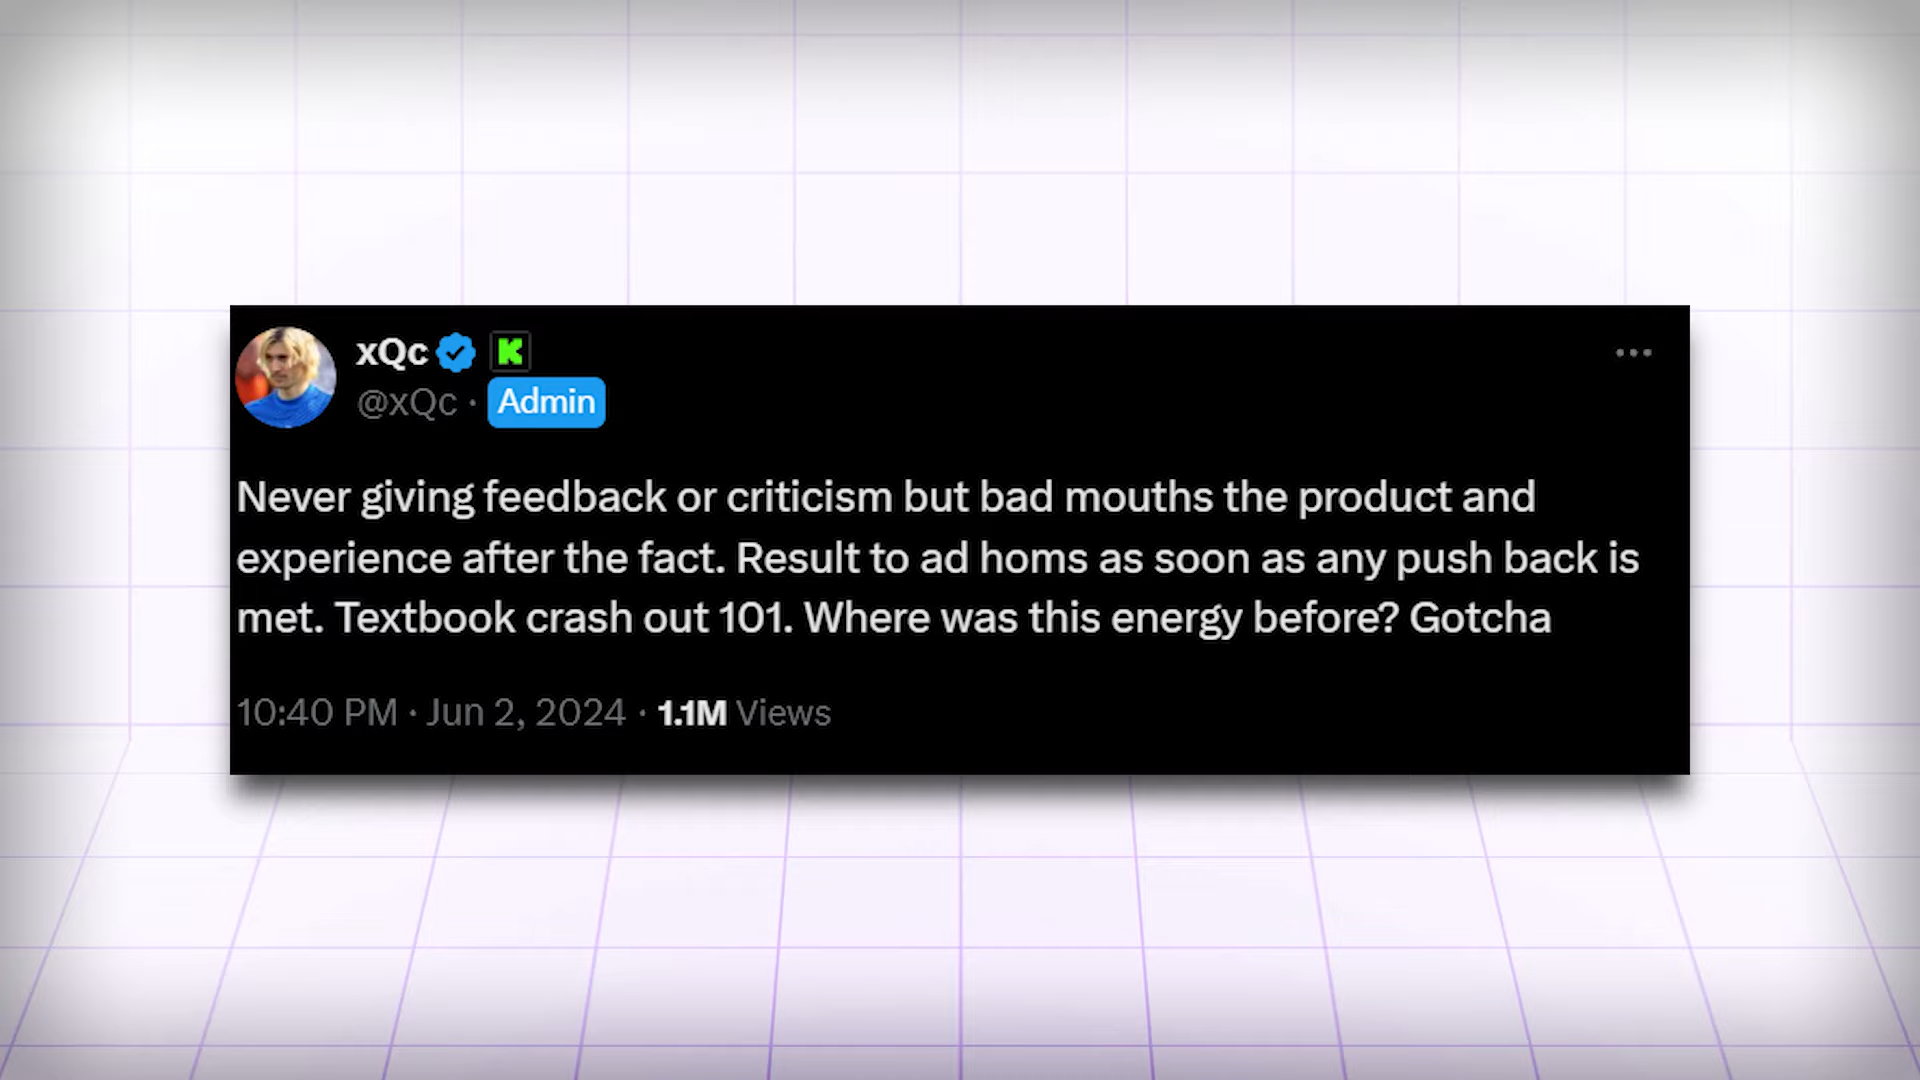 xQc
@xQc · Admin
Never giving feedback or criticism but bad mouths the product and
experience after the fact. Result to ad homs as soon as any push back is
met. Textbook crash out 101. Where was this energy before? Gotcha
10:40 PM · Jun 2, 2024 · 1.1M Views